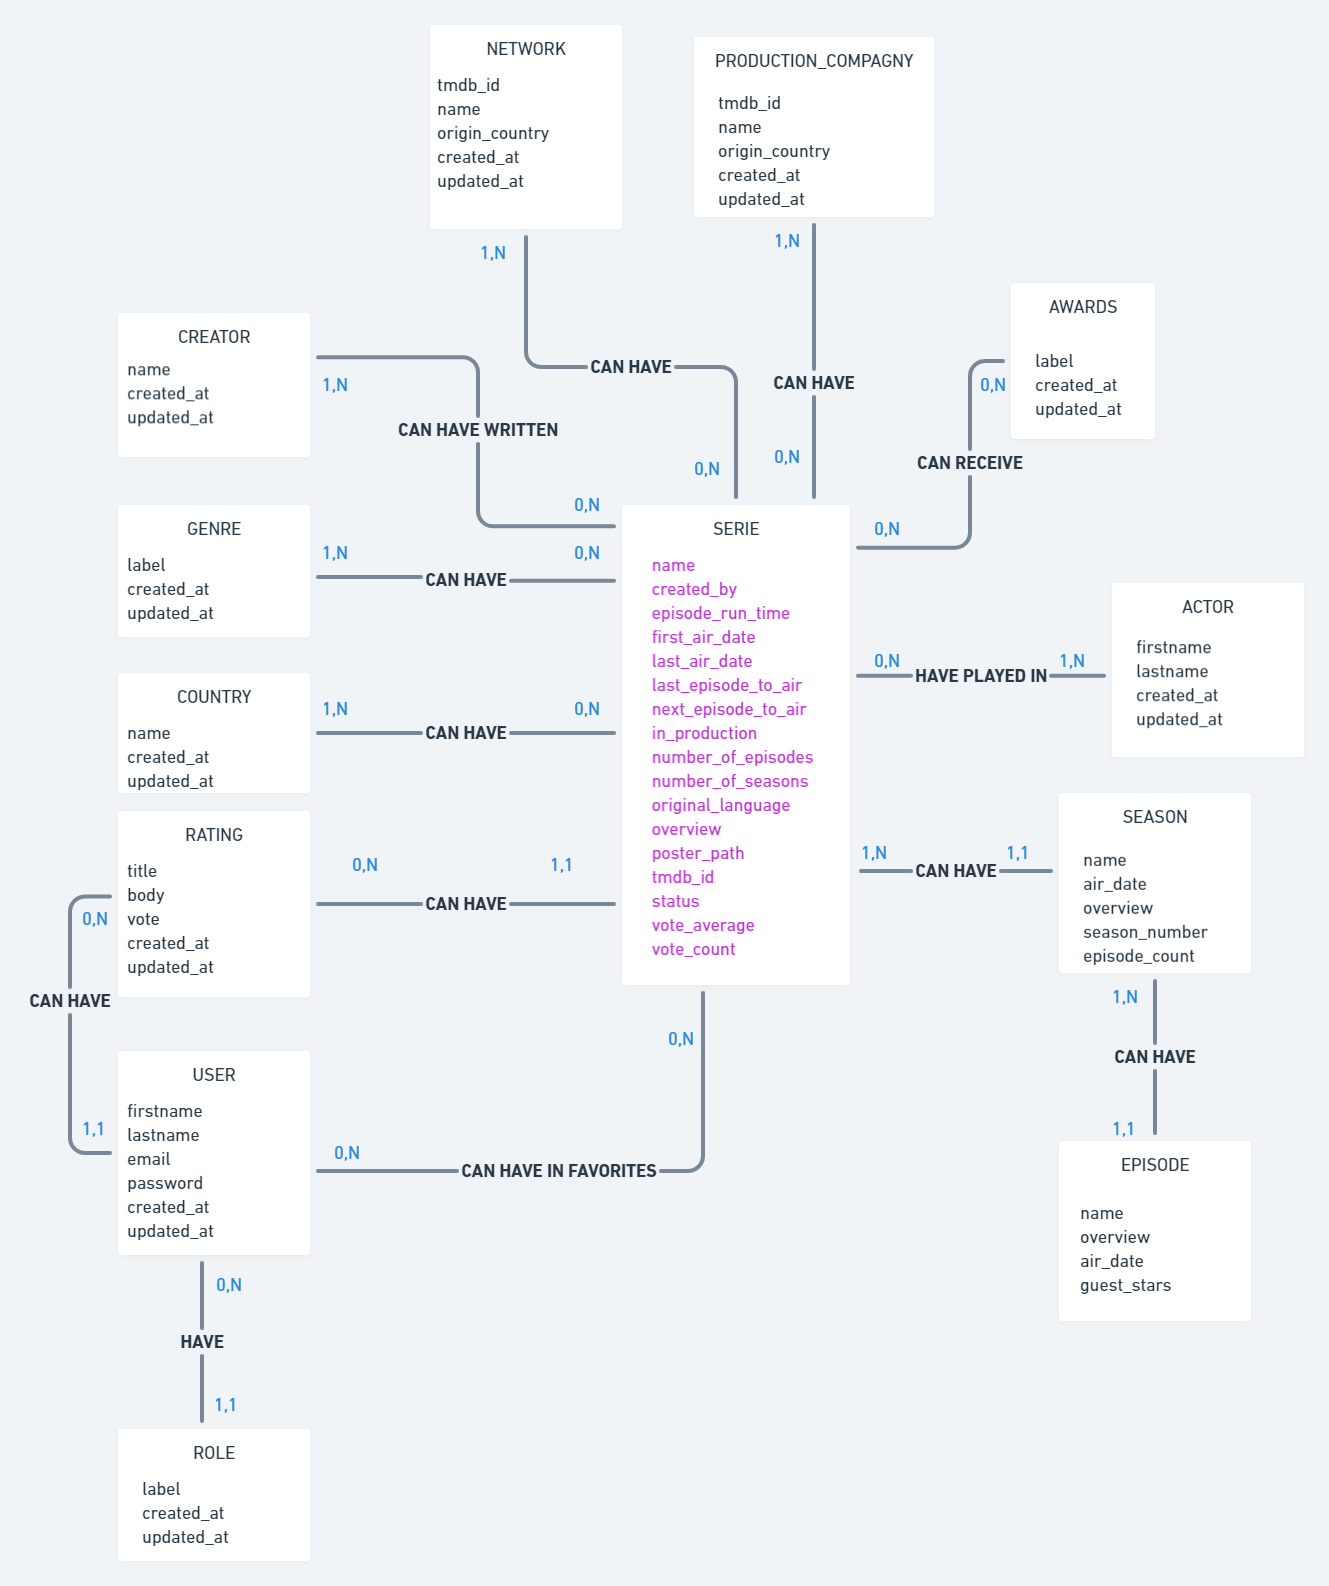 NETWORK
tmdb_id
name
origin_country
created_at
updated_at
1,N
PRODUCTION_COMPAGNY
tmdb_id
name
origin_country
created_at
updated_at
1,N
AWARDS
label
created_at
updated_at
0,N
CREATOR
name
created_at
updated_at
1,N
CAN HAVE
CAN HAVE
CAN HAVE WRITTEN
CAN RECEIVE
0,N
0,N
0,N
0,N
GENRE
label
created_at
updated_at
1,N
CAN HAVE
0,N
SERIE
name
created_by
episode_run_time
first_air_date
last_air_date
last_episode_to_air
next_episode_to_air
in_production
number_of_episodes
number_of_seasons
original_language
overview
poster_path
tmdb_id
status
vote_average
vote_count
0,N
HAVE PLAYED IN
1,N
ACTOR
firstname
lastname
created_at
updated_at
COUNTRY
name
created_at
updated_at
1,N
CAN HAVE
0,N
RATING
title
body
vote
created_at
updated_at
0,N
CAN HAVE
1,1
1,N
CAN HAVE
1,1
SEASON
name
air_date
overview
season_number
episode_count
0,N
CAN HAVE
1,1
1,N
CAN HAVE
1,1
USER
firstname
lastname
email
password
created_at
updated_at
0,N
CAN HAVE IN FAVORITES
0,N
EPISODE
name
overview
air_date
guest_stars
0,N
HAVE
1,1
ROLE
label
created_at
updated_at